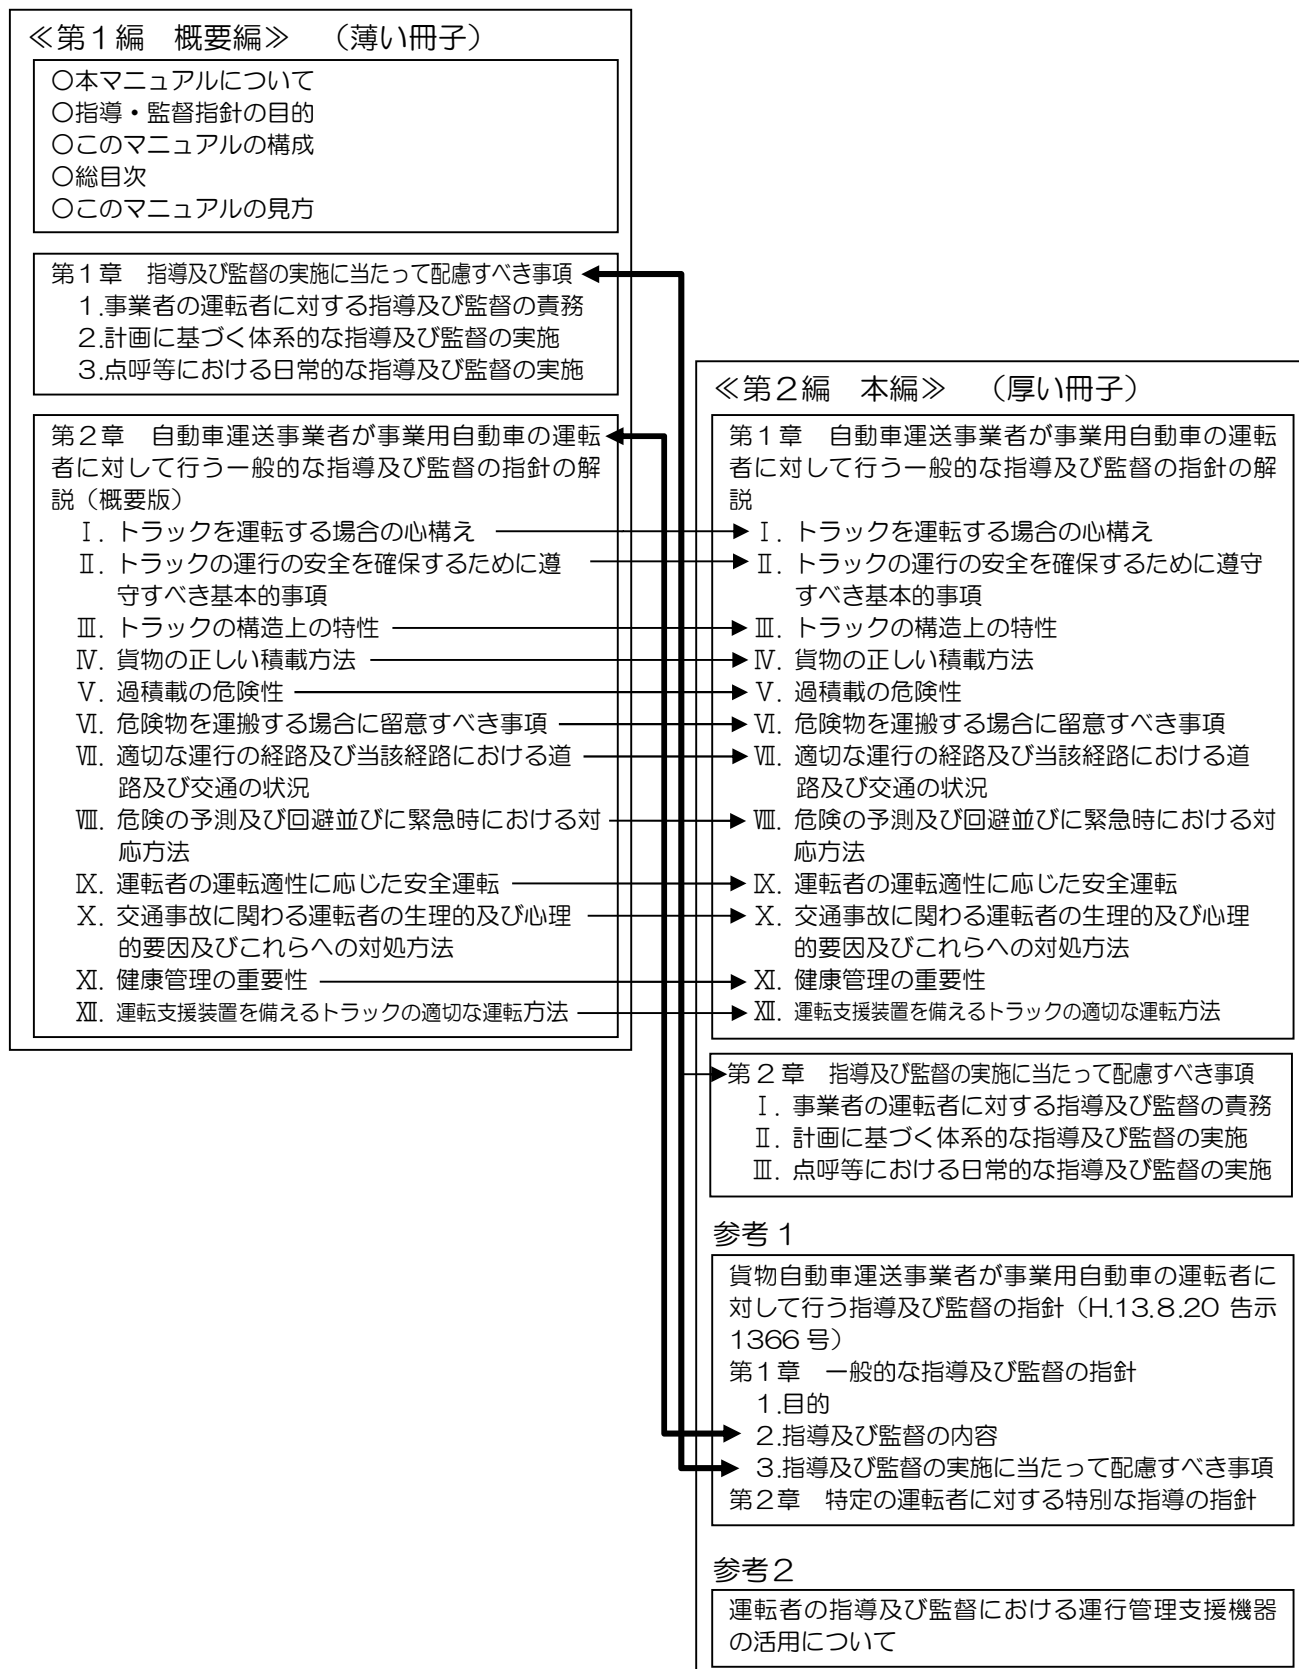 ≪第１編　概要編≫　（薄い冊子）
○本マニュアルについて
○指導・監督指針の目的
○このマニュアルの構成
○総目次
○このマニュアルの見方
第１章　指導及び監督の実施に当たって配慮すべき事項
１.事業者の運転者に対する指導及び監督の責務
２.計画に基づく体系的な指導及び監督の実施
３.点呼等における日常的な指導及び監督の実施
第２章　自動車運送事業者が事業用自動車の運転
者に対して行う一般的な指導及び監督の指針の解
説（概要版）
Ⅰ. トラックを運転する場合の心構え
Ⅱ. トラックの運行の安全を確保するために遵
守すべき基本的事項
Ⅲ. トラックの構造上の特性
Ⅳ. 貨物の正しい積載方法
Ⅴ. 過積載の危険性
Ⅵ. 危険物を運搬する場合に留意すべき事項
Ⅶ. 適切な運行の経路及び当該経路における道
路及び交通の状況
Ⅷ. 危険の予測及び回避並びに緊急時における対
応方法
Ⅸ. 運転者の運転適性に応じた安全運転
Ⅹ. 交通事故に関わる運転者の生理的及び心理
的要因及びこれらへの対処方法
Ⅺ. 健康管理の重要性
Ⅻ. 運転支援装置を備えるトラックの適切な運転方法
≪第２編　本編≫　（厚い冊子）
第１章　自動車運送事業者が事業用自動車の運転
者に対して行う一般的な指導及び監督の指針の解
説
Ⅰ. トラックを運転する場合の心構え
Ⅱ. トラックの運行の安全を確保するために遵守
すべき基本的事項
Ⅲ. トラックの構造上の特性
Ⅳ. 貨物の正しい積載方法
Ⅴ. 過積載の危険性
Ⅵ. 危険物を運搬する場合に留意すべき事項
Ⅶ. 適切な運行の経路及び当該経路における道
路及び交通の状況
Ⅷ. 危険の予測及び回避並びに緊急時における対
応方法
Ⅸ. 運転者の運転適性に応じた安全運転
Ⅹ. 交通事故に関わる運転者の生理的及び心理
的要因及びこれらへの対処方法
Ⅺ. 健康管理の重要性
Ⅻ. 運転支援装置を備えるトラックの適切な運転方法
第２章　指導及び監督の実施に当たって配慮すべき事項
Ⅰ. 事業者の運転者に対する指導及び監督の責務
Ⅱ. 計画に基づく体系的な指導及び監督の実施
Ⅲ. 点呼等における日常的な指導及び監督の実施
参考１
貨物自動車運送事業者が事業用自動車の運転者に
対して行う指導及び監督の指針（H.13.8.20 告示
1366 号）
第１章　一般的な指導及び監督の指針
１.目的
２.指導及び監督の内容
３.指導及び監督の実施に当たって配慮すべき事項
第２章　特定の運転者に対する特別な指導の指針
参考２
運転者の指導及び監督における運行管理支援機器
の活用について